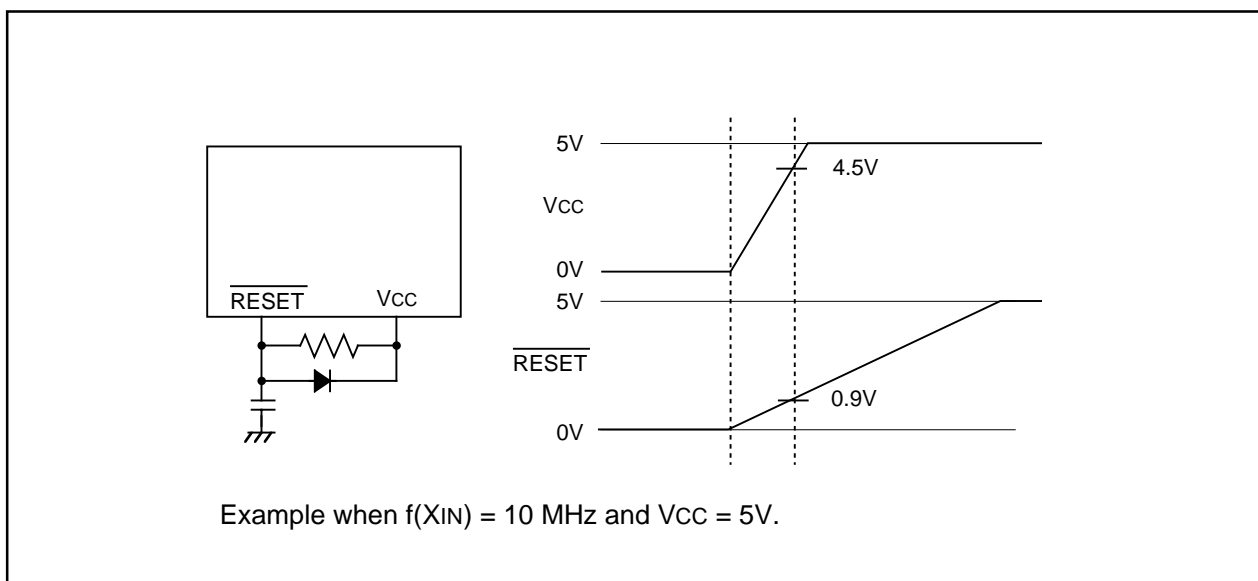 RESET VCC
5V
4.5V
VCC
0V
5V
RESET
0.9V
0V
Example when f(XIN) = 10 MHz and VCC = 5V.